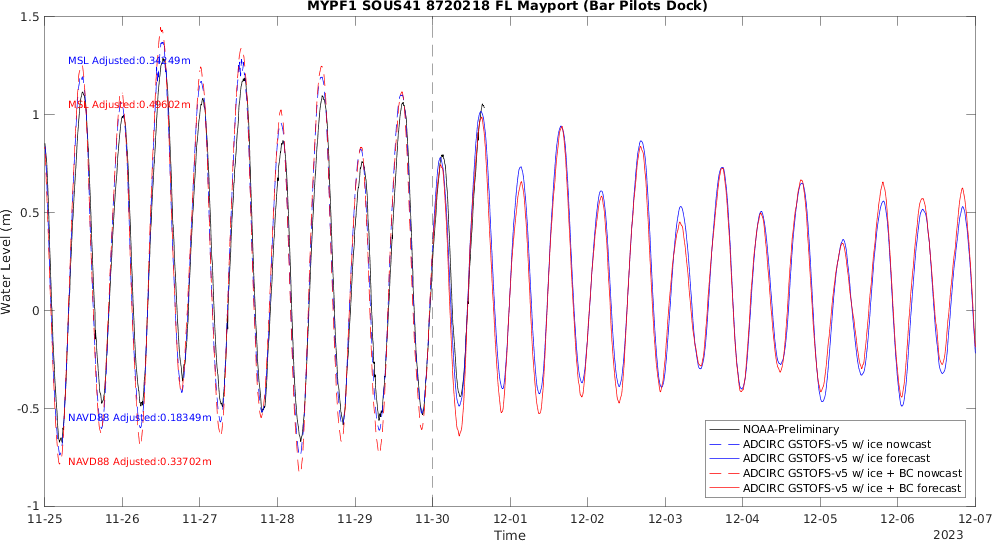 MYPF1 SOUS41 8720218 FL Mayport (Bar Pilots Dock)
1.5
1
0.5
0
-0.5
-1
Water Level (m)
MSL Adjusted:0.34249m
MSL Adjusted:0.49602m
NAVD88 Adjusted:0.18349m
NAVD88 Adjusted:0.33702m
NOAA-Preliminary
ADCIRC GSTOFS-v5 w/ ice nowcast
ADCIRC GSTOFS-v5 w/ ice forecast
ADCIRC GSTOFS-v5 w/ ice + BC nowcast
ADCIRC GSTOFS-v5 w/ ice + BC forecast
11-25 11-26 11-27 11-28 11-29 11-30 12-01 12-02 12-03 12-04 12-05 12-06 12-07
Time
2023